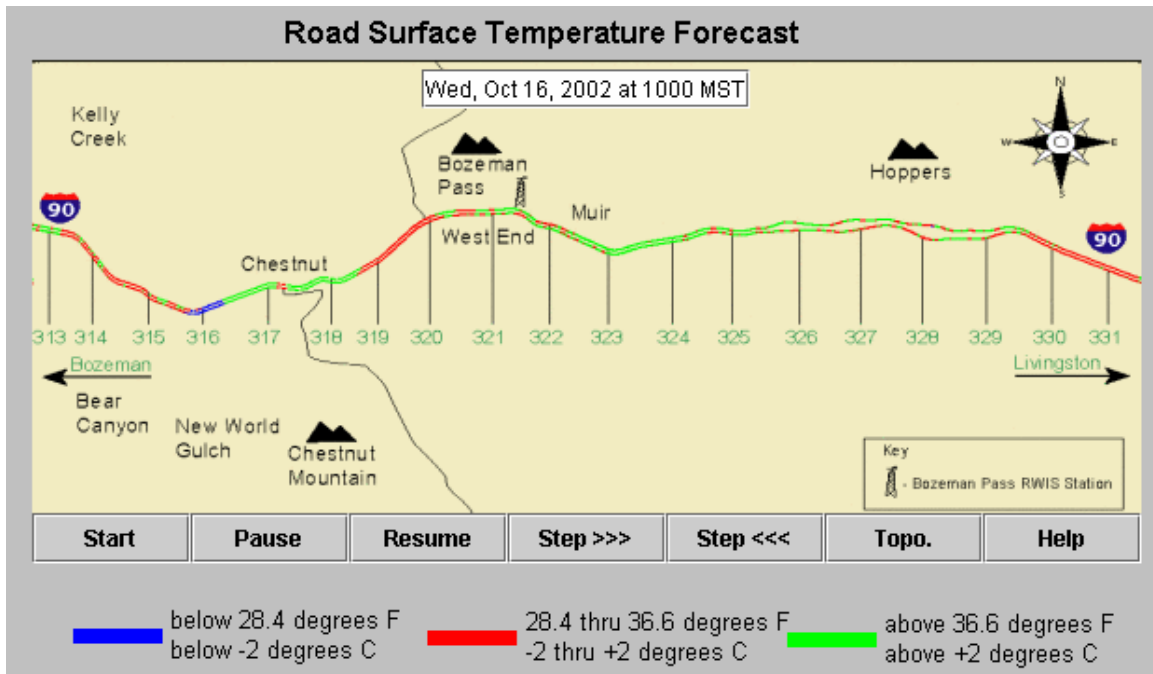 Road Surface Temperature Forecast
Wed, Oct 16, 2002 at 1000 MST
Kelly
Creek
N
W
E
S
Bozeman
Pass
Hoppers
90
Muir
West End
90
Chestnut
313 314 315 316 317 318 319 320 321 322 323 324 325 326 327 328 329 330 331
Bozeman
Livingston
Bear
Canyon
New World
Gulch
Chestnut
Mountain
Key
- Bozeman Pass RWIS Station
Start Pause Resume Step >>> Step <<< Topo. Help
below 28.4 degrees F
below -2 degrees C
28.4 thru 36.6 degrees F
-2 thru +2 degrees C
above 36.6 degrees F
above +2 degrees C